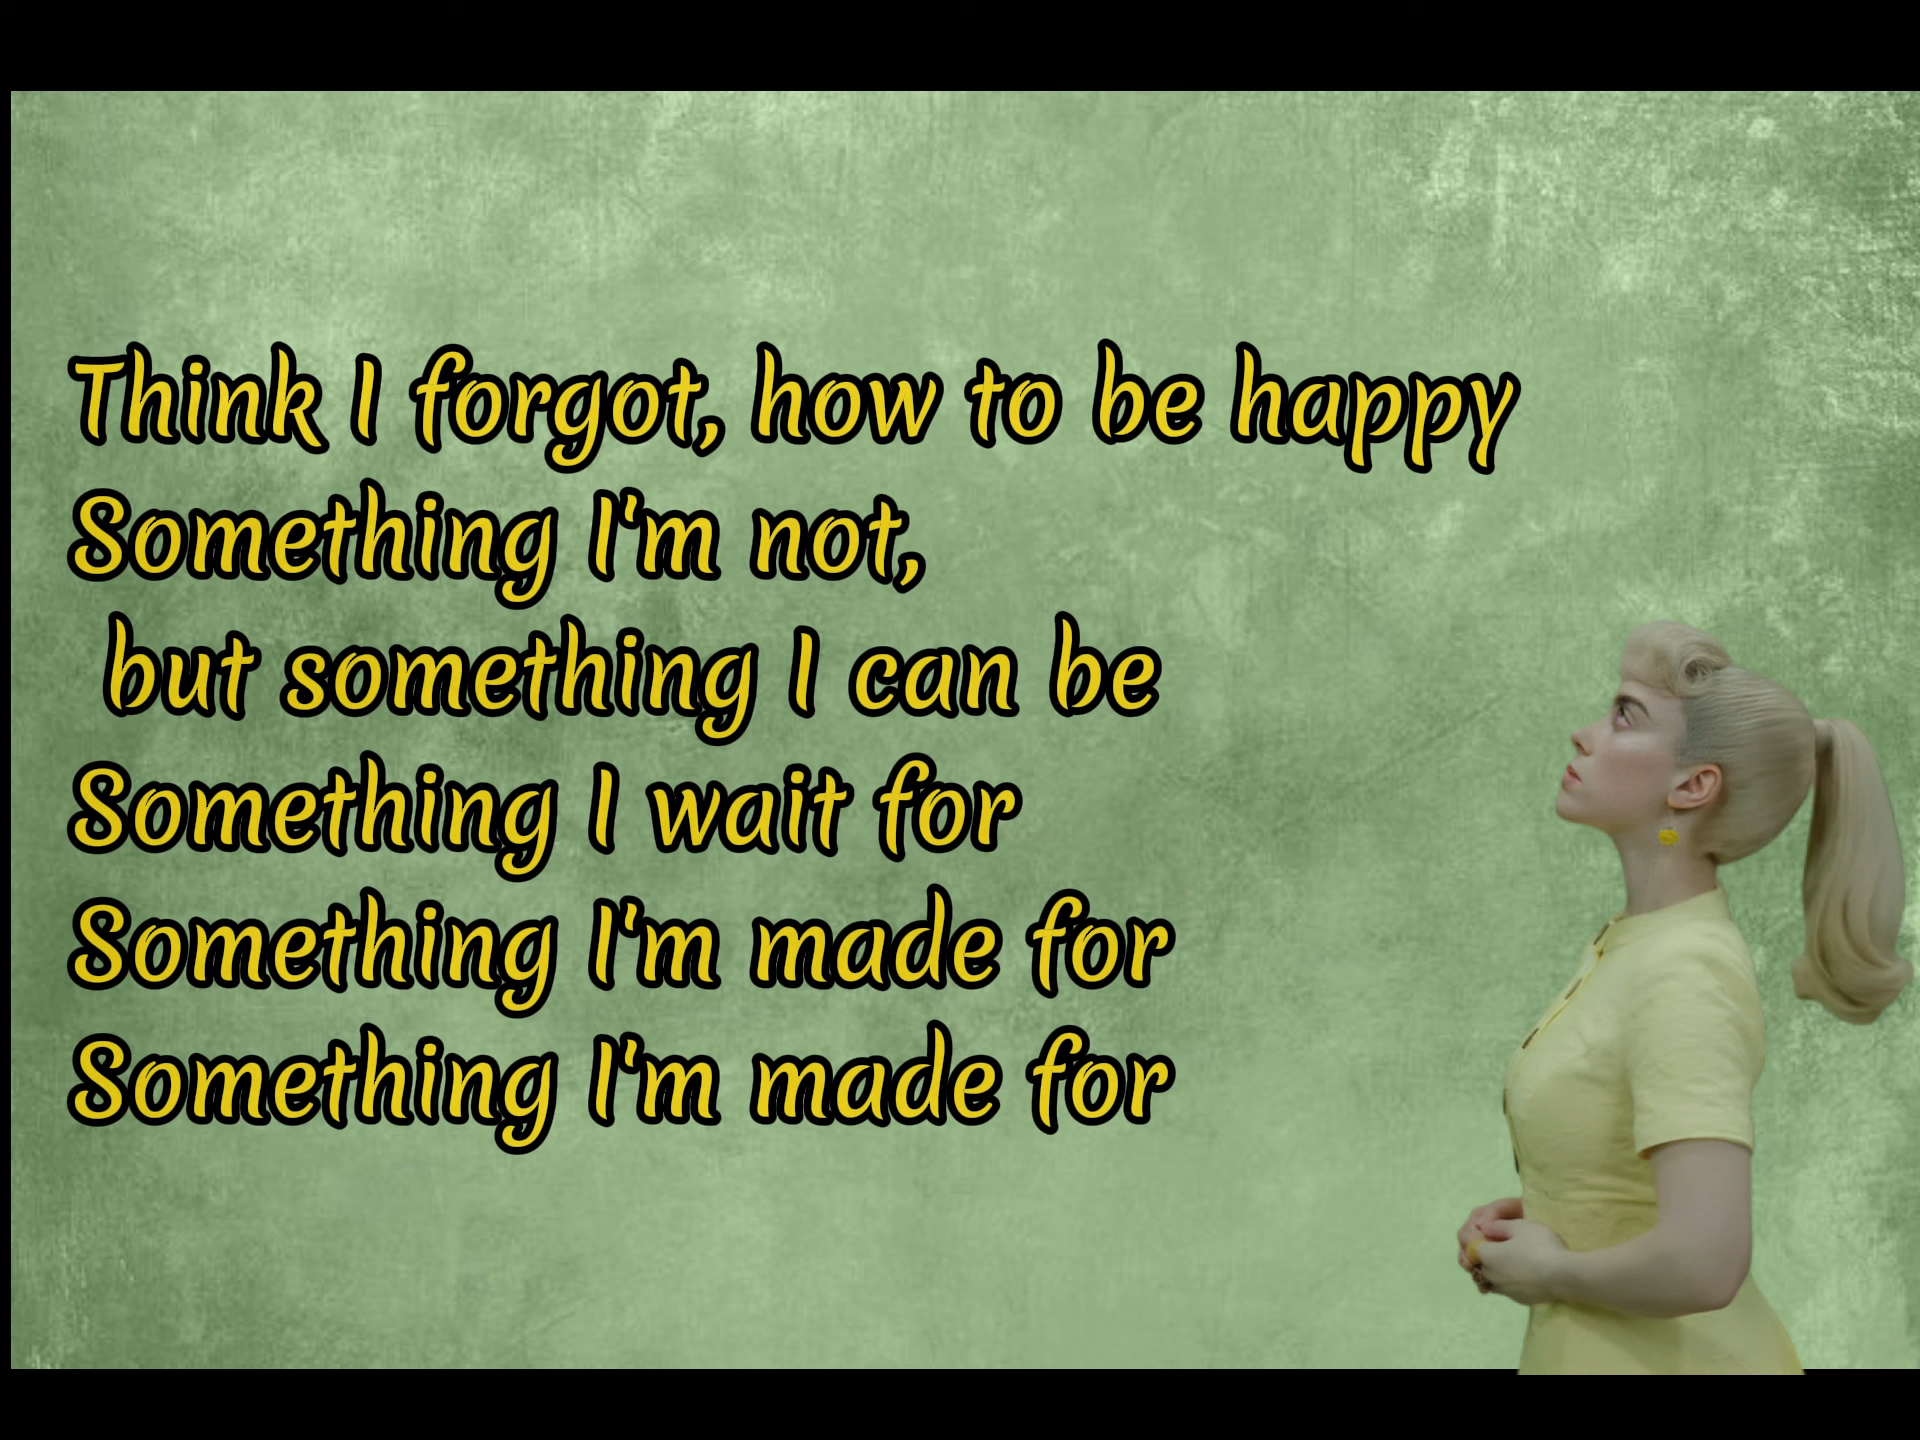 Think I forgot, how to be happy
Something I'm not,
but something I can be
Something I wait for
Something I'm made for
Something I'm made for